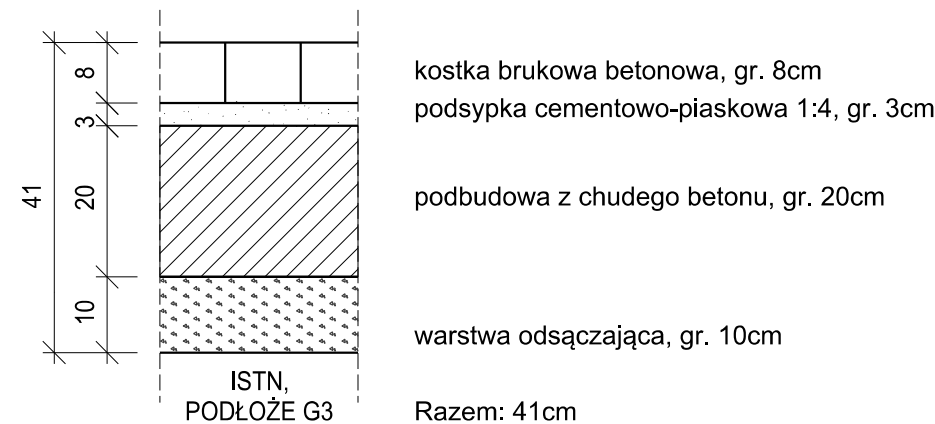 41
8
3
20
10
kostka brukowa betonowa, gr. 8cm
podsypka cementowo-piaskowa 1:4, gr. 3cm
podbudowa z chudego betonu, gr. 20cm
warstwa odsączająca, gr. 10cm
ISTN,
PODŁOŻE G3
Razem: 41cm